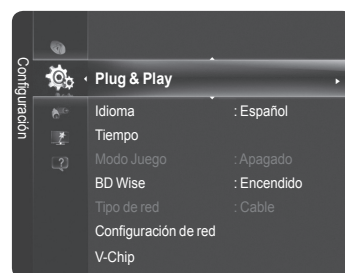 Configuración
Plug & Play
Idioma : Español
Tiempo
Modo Juego : Apagado
BD Wise : Encendido
Tipo de red : Cable
Configuración de red
V-Chip